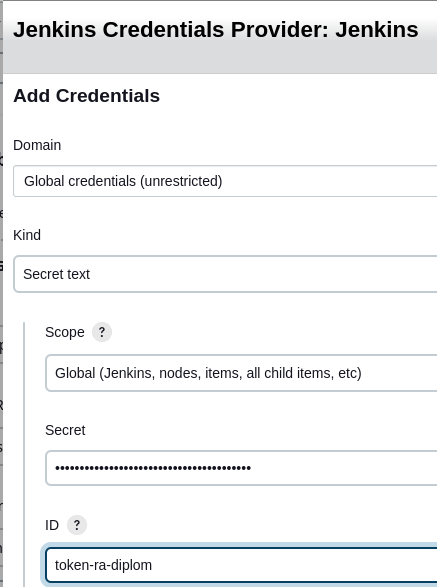 Jenkins Credentials Provider: Jenkins
Add Credentials
Domain
Global credentials (unrestricted)
Kind
Secret text
Scope ?
Global (Jenkins, nodes, items, all child items, etc)
Secret
••••••••••••••••••••••••••••••••••••••••
ID ?
token-ra-diplom